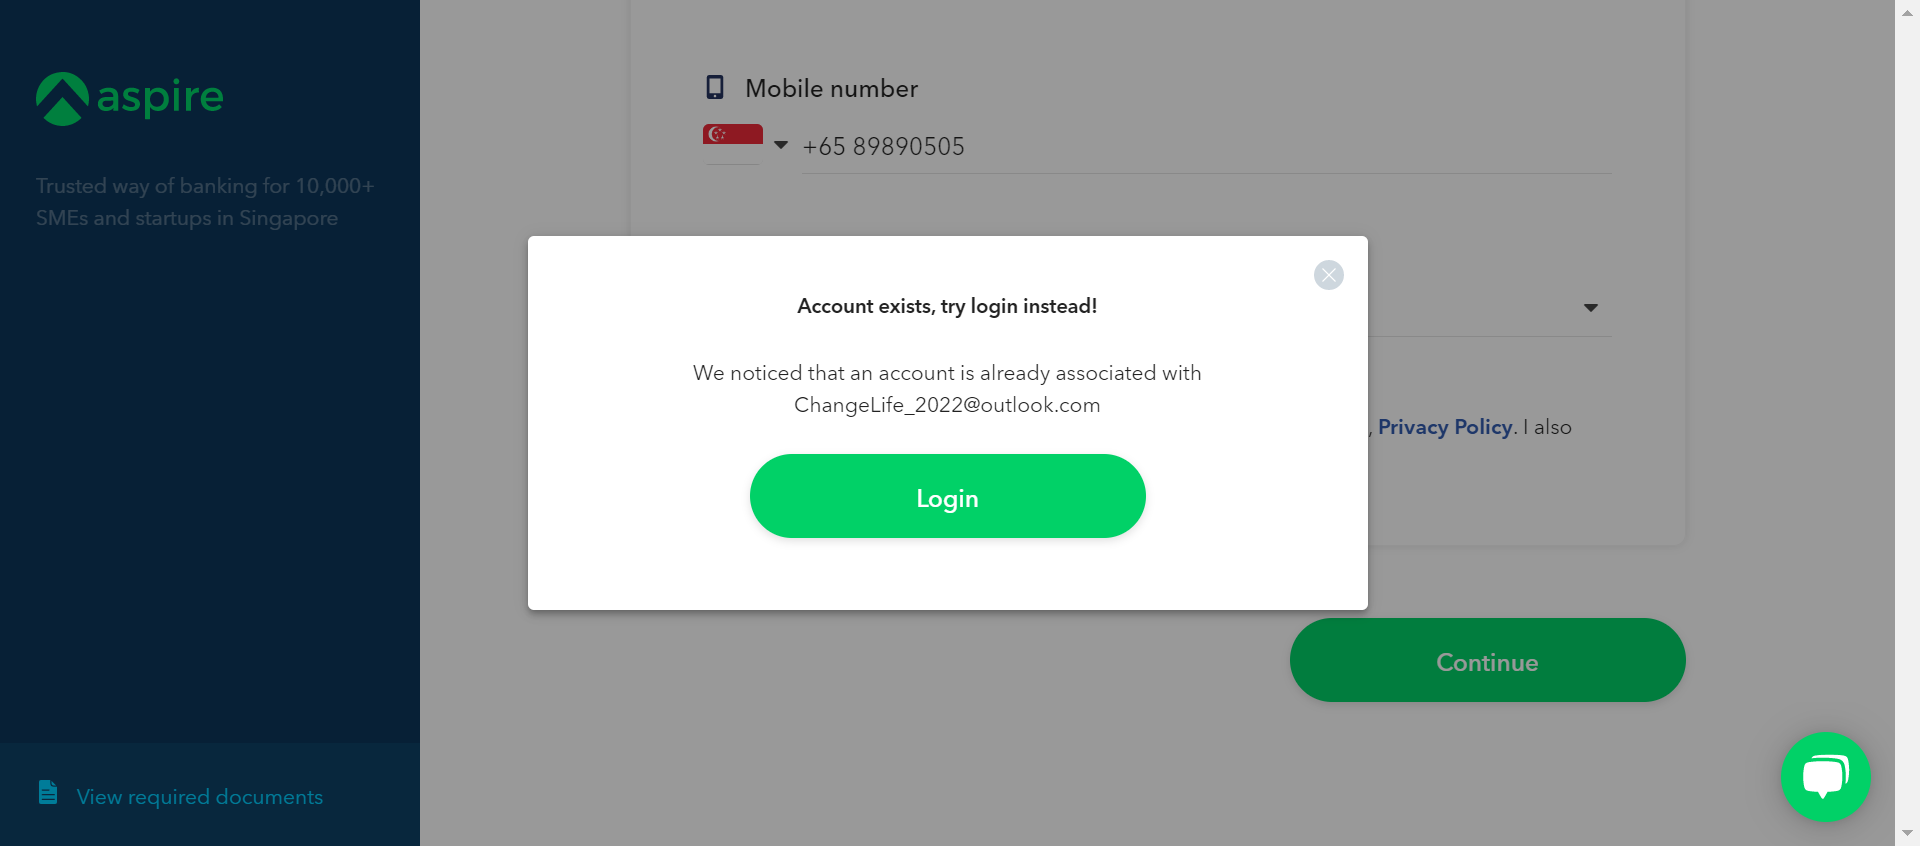 aspire
Trusted way of banking for 10,000+
SMEs and startups in Singapore
View required documents
Mobile number
+65 89890505
Account exists, try login instead!
We noticed that an account is already associated with
ChangeLife_2022@outlook.com
Login
, Privacy Policy. I also
Continue